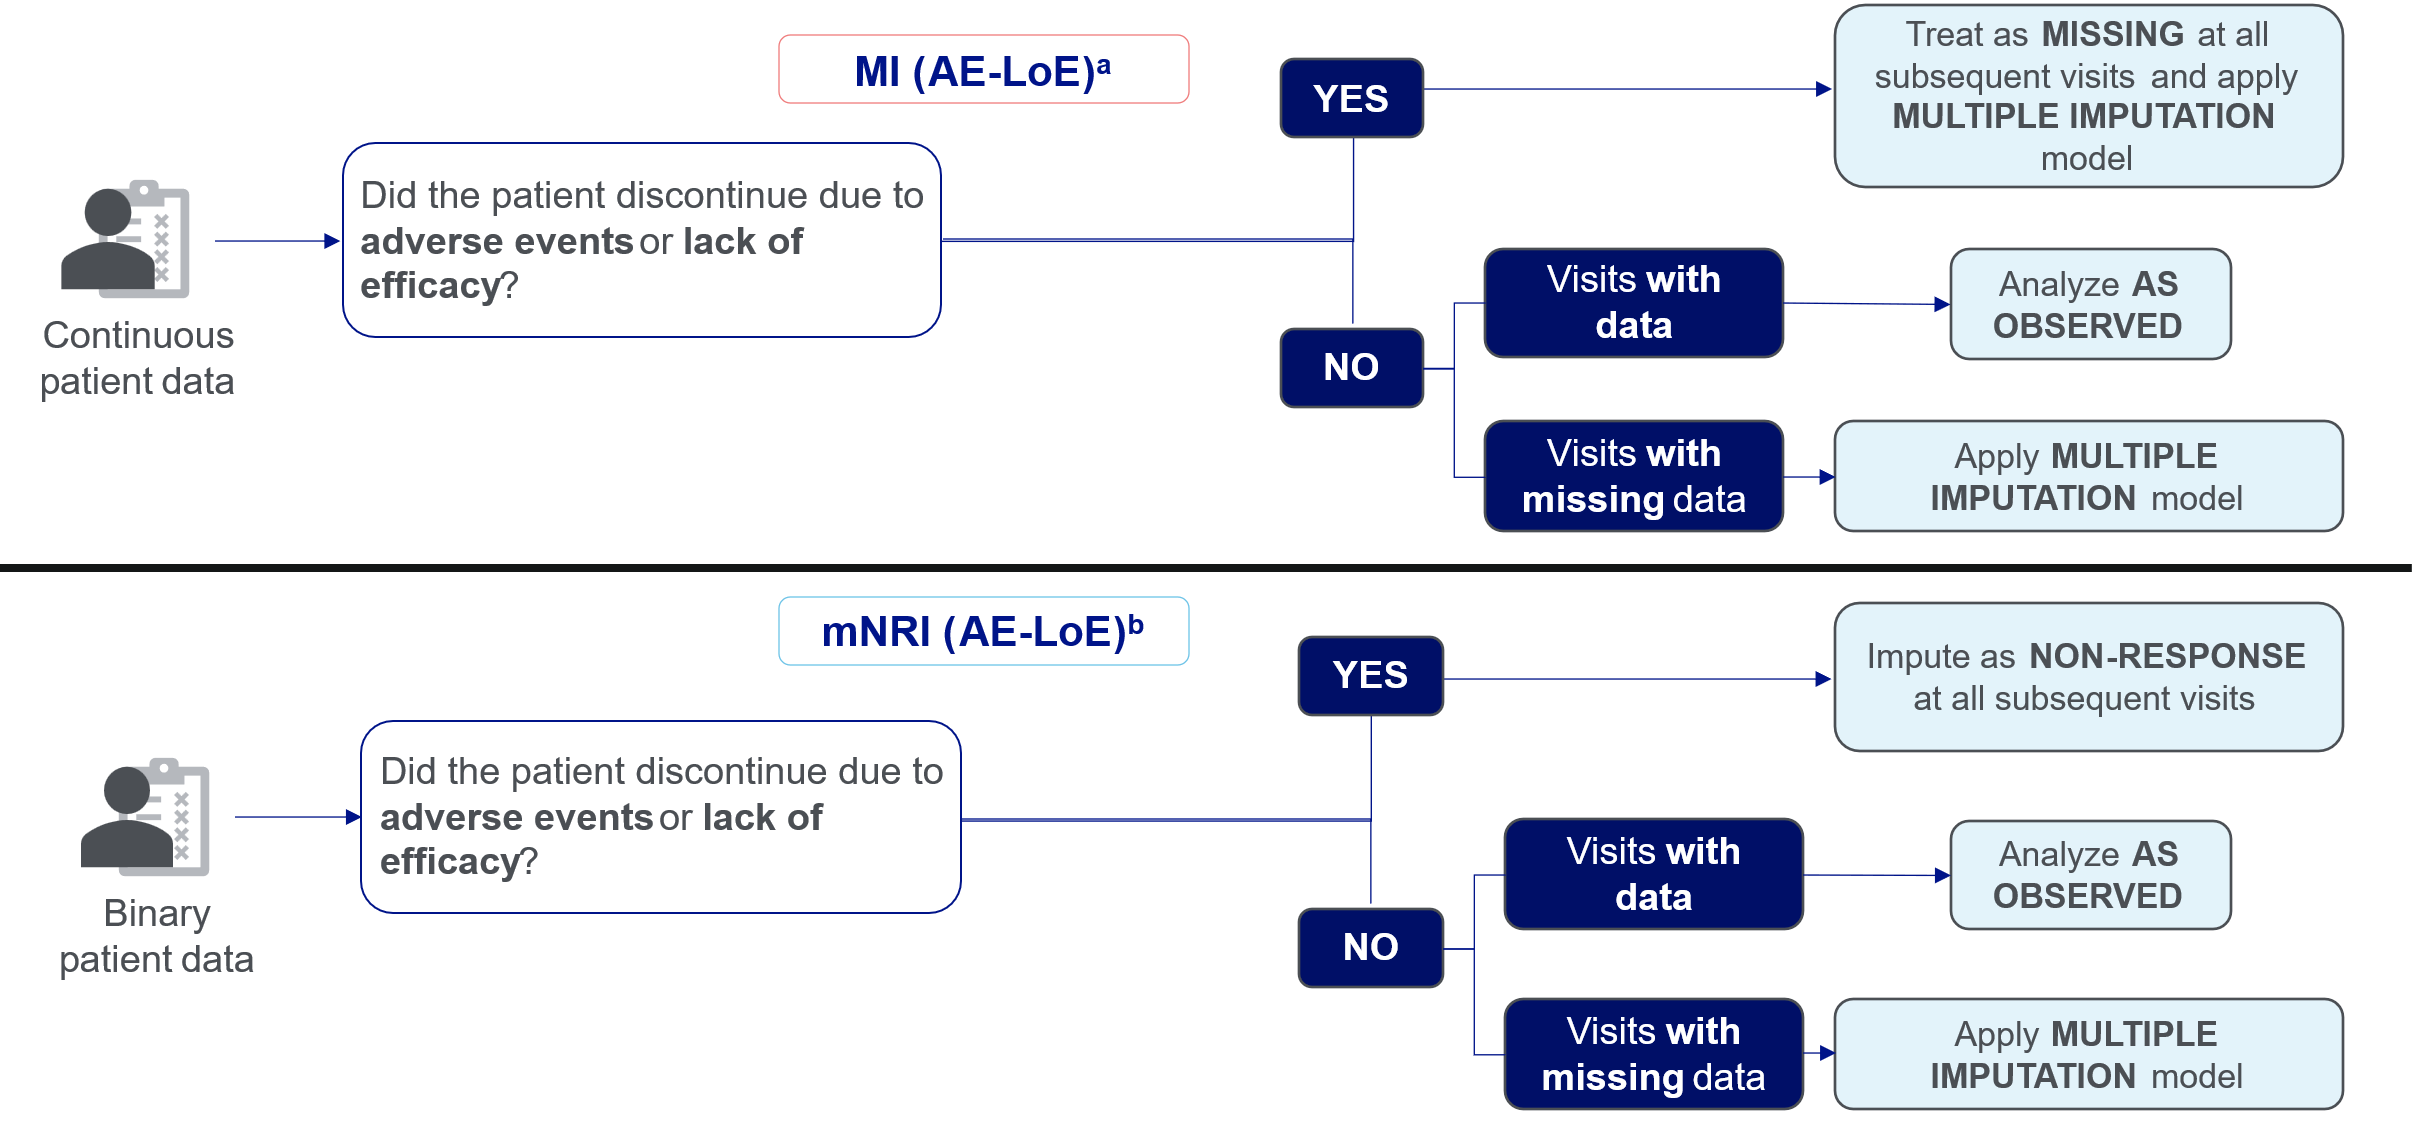 MI (AE-LoE)a
Continuous
patient data
Did the patient discontinue due to
adverse events or lack of
efficacy?
YES
Treat as MISSING at all
subsequent visits and apply
MULTIPLE IMPUTATION
model
NO
Visits with
data
Analyze AS
OBSERVED
Visits with
missing data
Apply MULTIPLE
IMPUTATION model
mNRI (AE-LoE)b
Binary
patient data
Did the patient discontinue due to
adverse events or lack of
efficacy?
YES
Impute as NON-RESPONSE
at all subsequent visits
NO
Visits with
data
Analyze AS
OBSERVED
Visits with
missing data
Apply MULTIPLE
IMPUTATION model